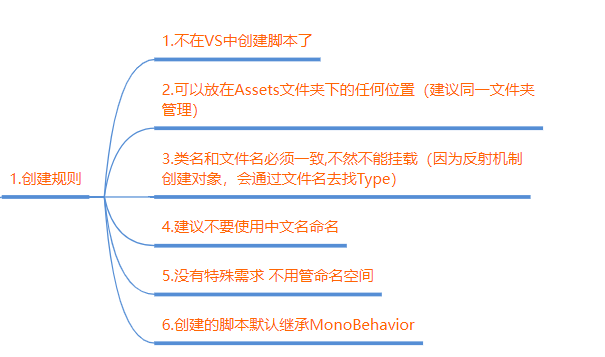 1.创建规则
1.不在VS中创建脚本了
2.可以放在Assets文件夹下的任何位置（建议同一文件夹
管理）
3.类名和文件名必须一致,不然不能挂载（因为反射机制
创建对象，会通过文件名去找Type）
4.建议不要使用中文名命名
5.没有特殊需求 不用管命名空间
6.创建的脚本默认继承MonoBehavior